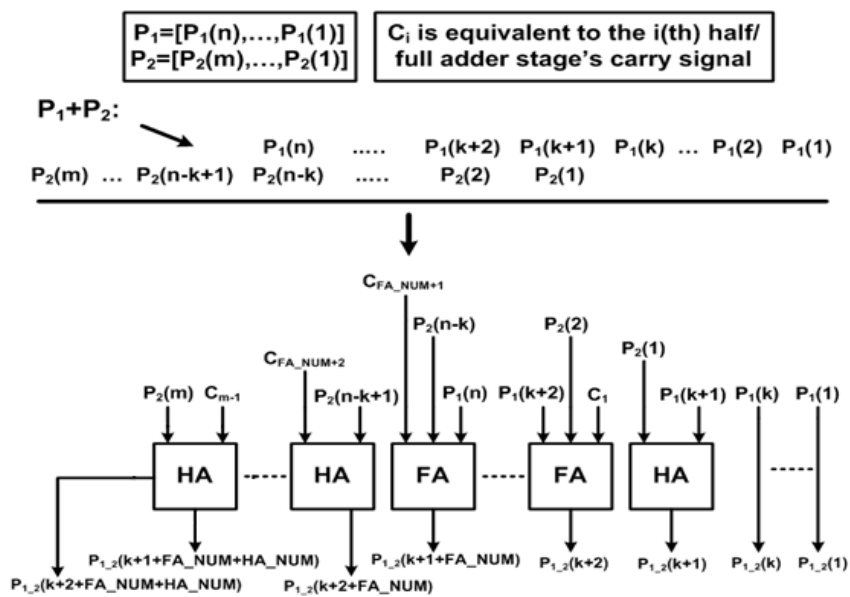 P₁=[P₁(n),...,P₁(1)]
P₂=[P₂(m),...,P₂(1)]
Cᵢ is equivalent to the i(th) half/
full adder stage's carry signal
P₁+P₂:
P₁(n) ..... P₁(k+2) P₁(k+1) P₁(k) ... P₁(2) P₁(1)
P₂(m) ... P₂(n-k+1) P₂(n-k) ..... P₂(2) P₂(1)
C_FA_NUM+1
P₂(n-k) P₂(2)
P₂(1)
C_FA_NUM+2
P₂(m) C_m-1 P₂(n-k+1) P₁(n) P₁(k+2) C₁ P₁(k+1) P₁(k) P₁(1)
HA HA FA FA HA
P₁_₂(k+1+FA_NUM+HA_NUM) P₁_₂(k+1+FA_NUM) P₁_₂(k+2) P₁_₂(k+1) P₁_₂(k) P₁_₂(1)
P₁_₂(k+2+FA_NUM+HA_NUM) P₁_₂(k+2+FA_NUM)